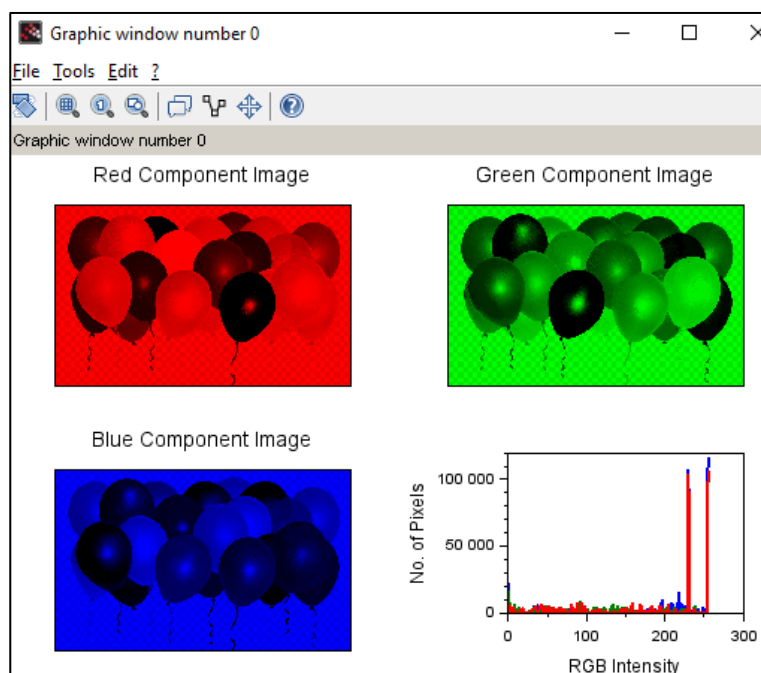 Graphic window number 0
File Tools Edit ?
Graphic window number 0
Red Component Image
Green Component Image
Blue Component Image
No. of Pixels
100 000
50 000
0
0 100 200 300
RGB Intensity